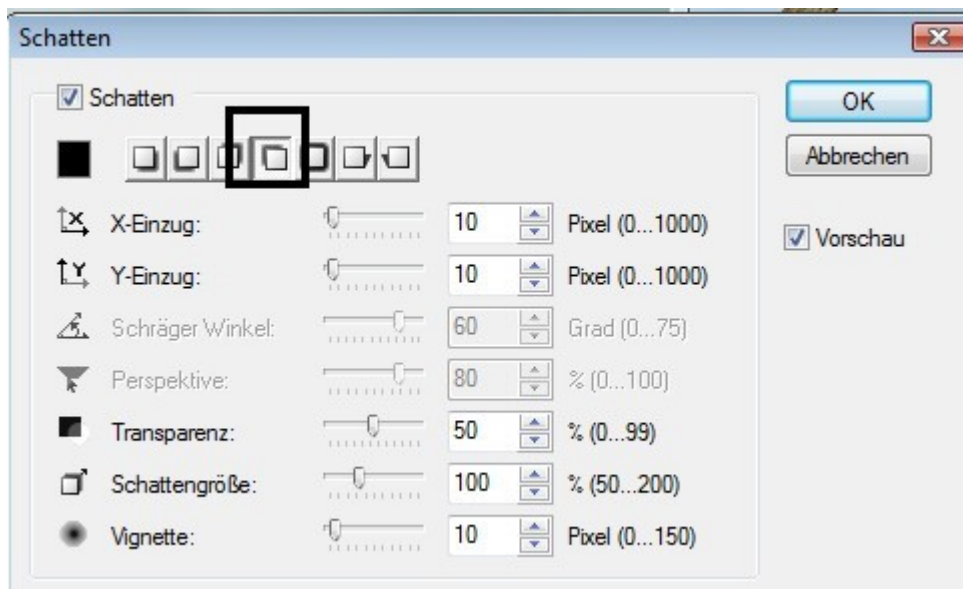 Schatten
Schatten
OK
Abbrechen
X-Einzug: 10 Pixel (0...1000)
Vorschau
Y-Einzug: 10 Pixel (0...1000)
Schräger Winkel: 60 Grad (0...75)
Perspektive: 80 % (0...100)
Transparenz: 50 % (0...99)
Schattengröße: 100 % (50...200)
Vignette: 10 Pixel (0...150)